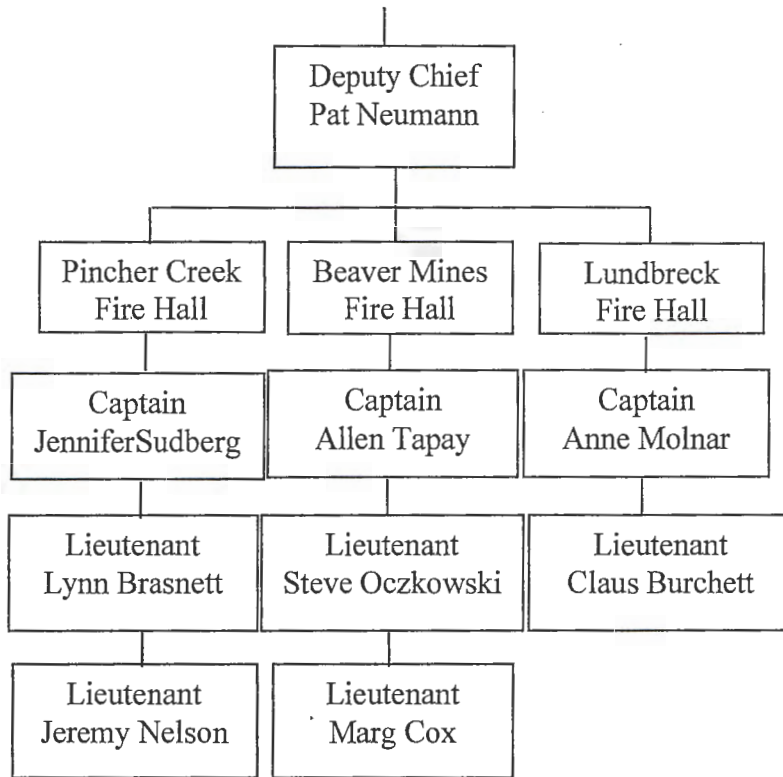 Deputy Chief
Pat Neumann
Pincher Creek
Fire Hall
Beaver Mines
Fire Hall
Lundbreck
Fire Hall
Captain
JenniferSudberg
Captain
Allen Tapay
Captain
Anne Molnar
Lieutenant
Lynn Brasnett
Lieutenant
Steve Oczkowski
Lieutenant
Claus Burchett
Lieutenant
Jeremy Nelson
Lieutenant
Marg Cox